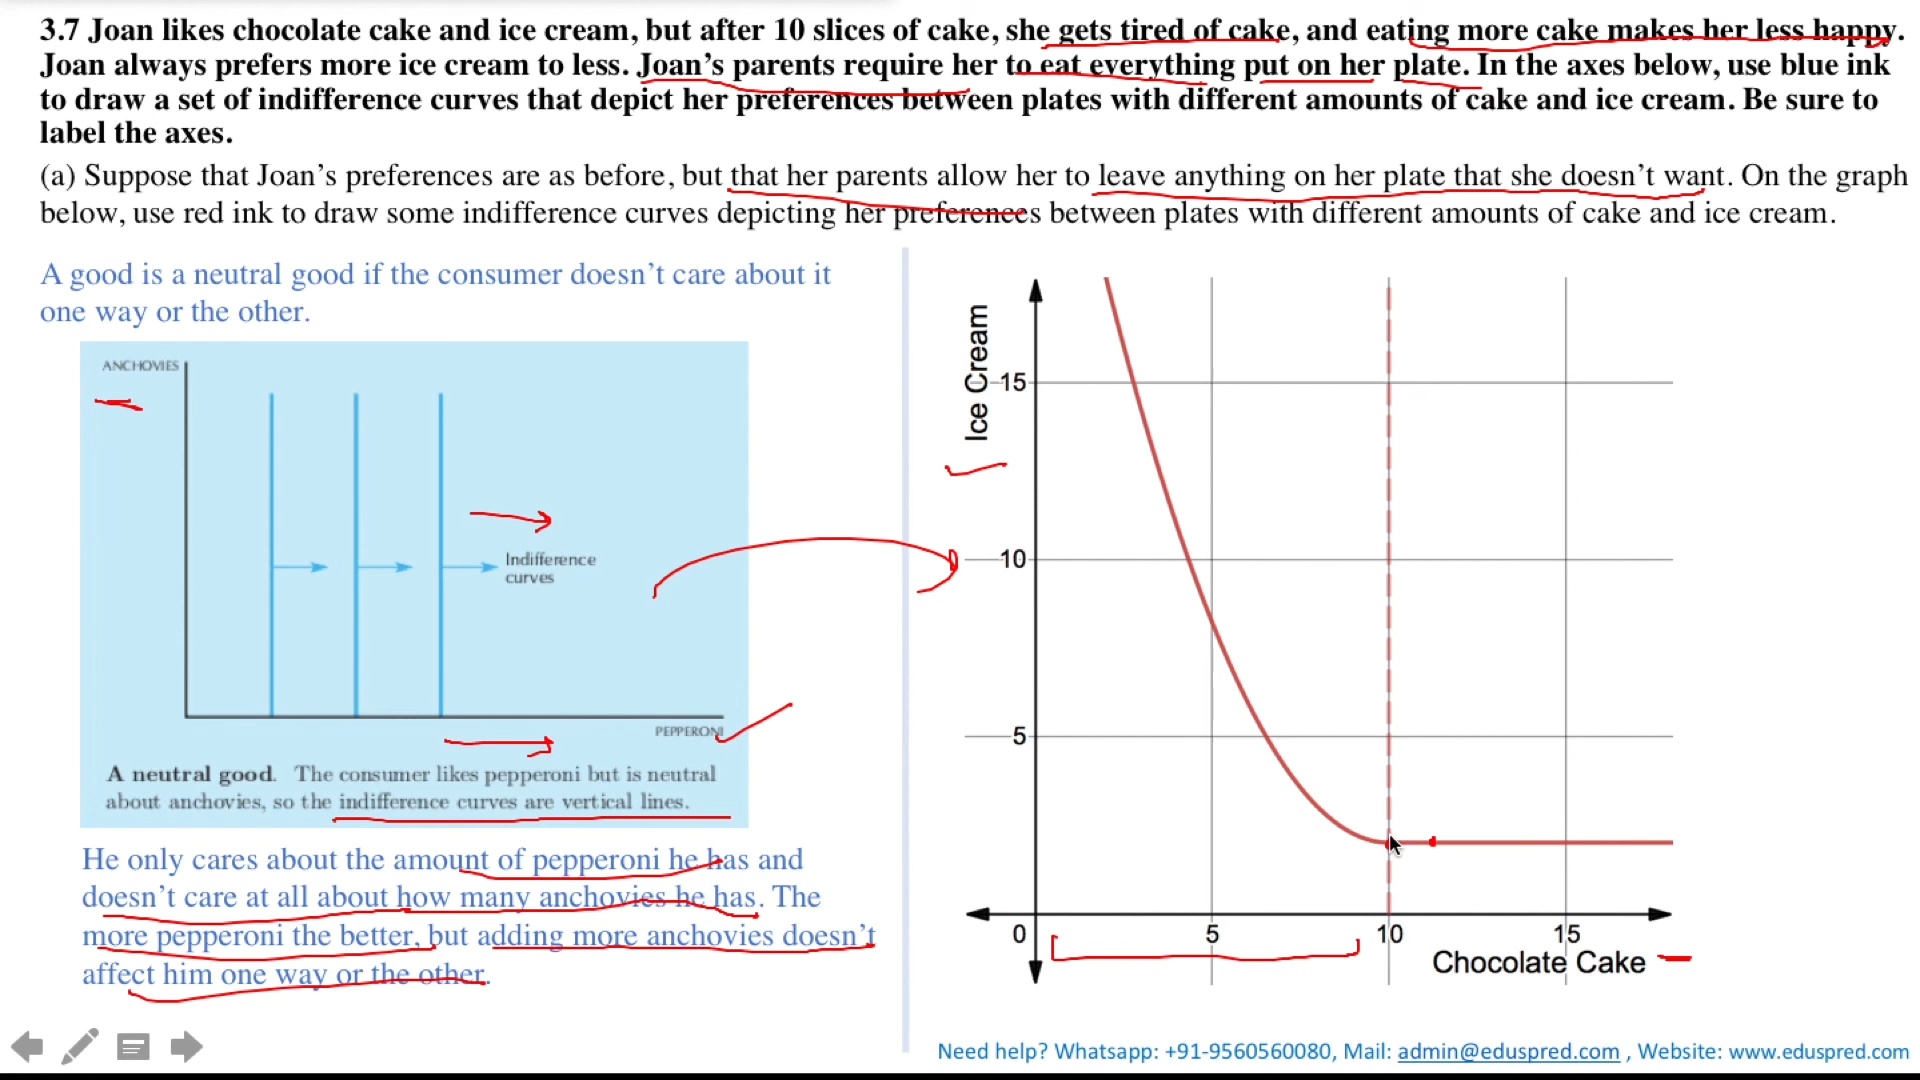 3.7 Joan likes chocolate cake and ice cream, but after 10 slices of cake, she gets tired of cake, and eating more cake makes her less happy.
Joan always prefers more ice cream to less. Joan's parents require her to eat everything put on her plate. In the axes below, use blue ink
to draw a set of indifference curves that depict her preferences between plates with different amounts of cake and ice cream. Be sure to
label the axes.
(a) Suppose that Joan's preferences are as before, but that her parents allow her to leave anything on her plate that she doesn't want. On the graph
below, use red ink to draw some indifference curves depicting her preferences between plates with different amounts of cake and ice cream.
A good is a neutral good if the consumer doesn't care about it
one way or the other.
ANCHOVIES
Indifference
curves
PEPPERONI
A neutral good. The consumer likes pepperoni but is neutral
about anchovies, so the indifference curves are vertical lines.
He only cares about the amount of pepperoni he has and
doesn't care at all about how many anchovies he has. The
more pepperoni the better, but adding more anchovies doesn't
affect him one way or the other.
Ice Cream
15
10
5
0 5 10 15
Chocolate Cake
Need help? Whatsapp: +91-9560560080, Mail: admin@eduspred.com , Website: www.eduspred.com